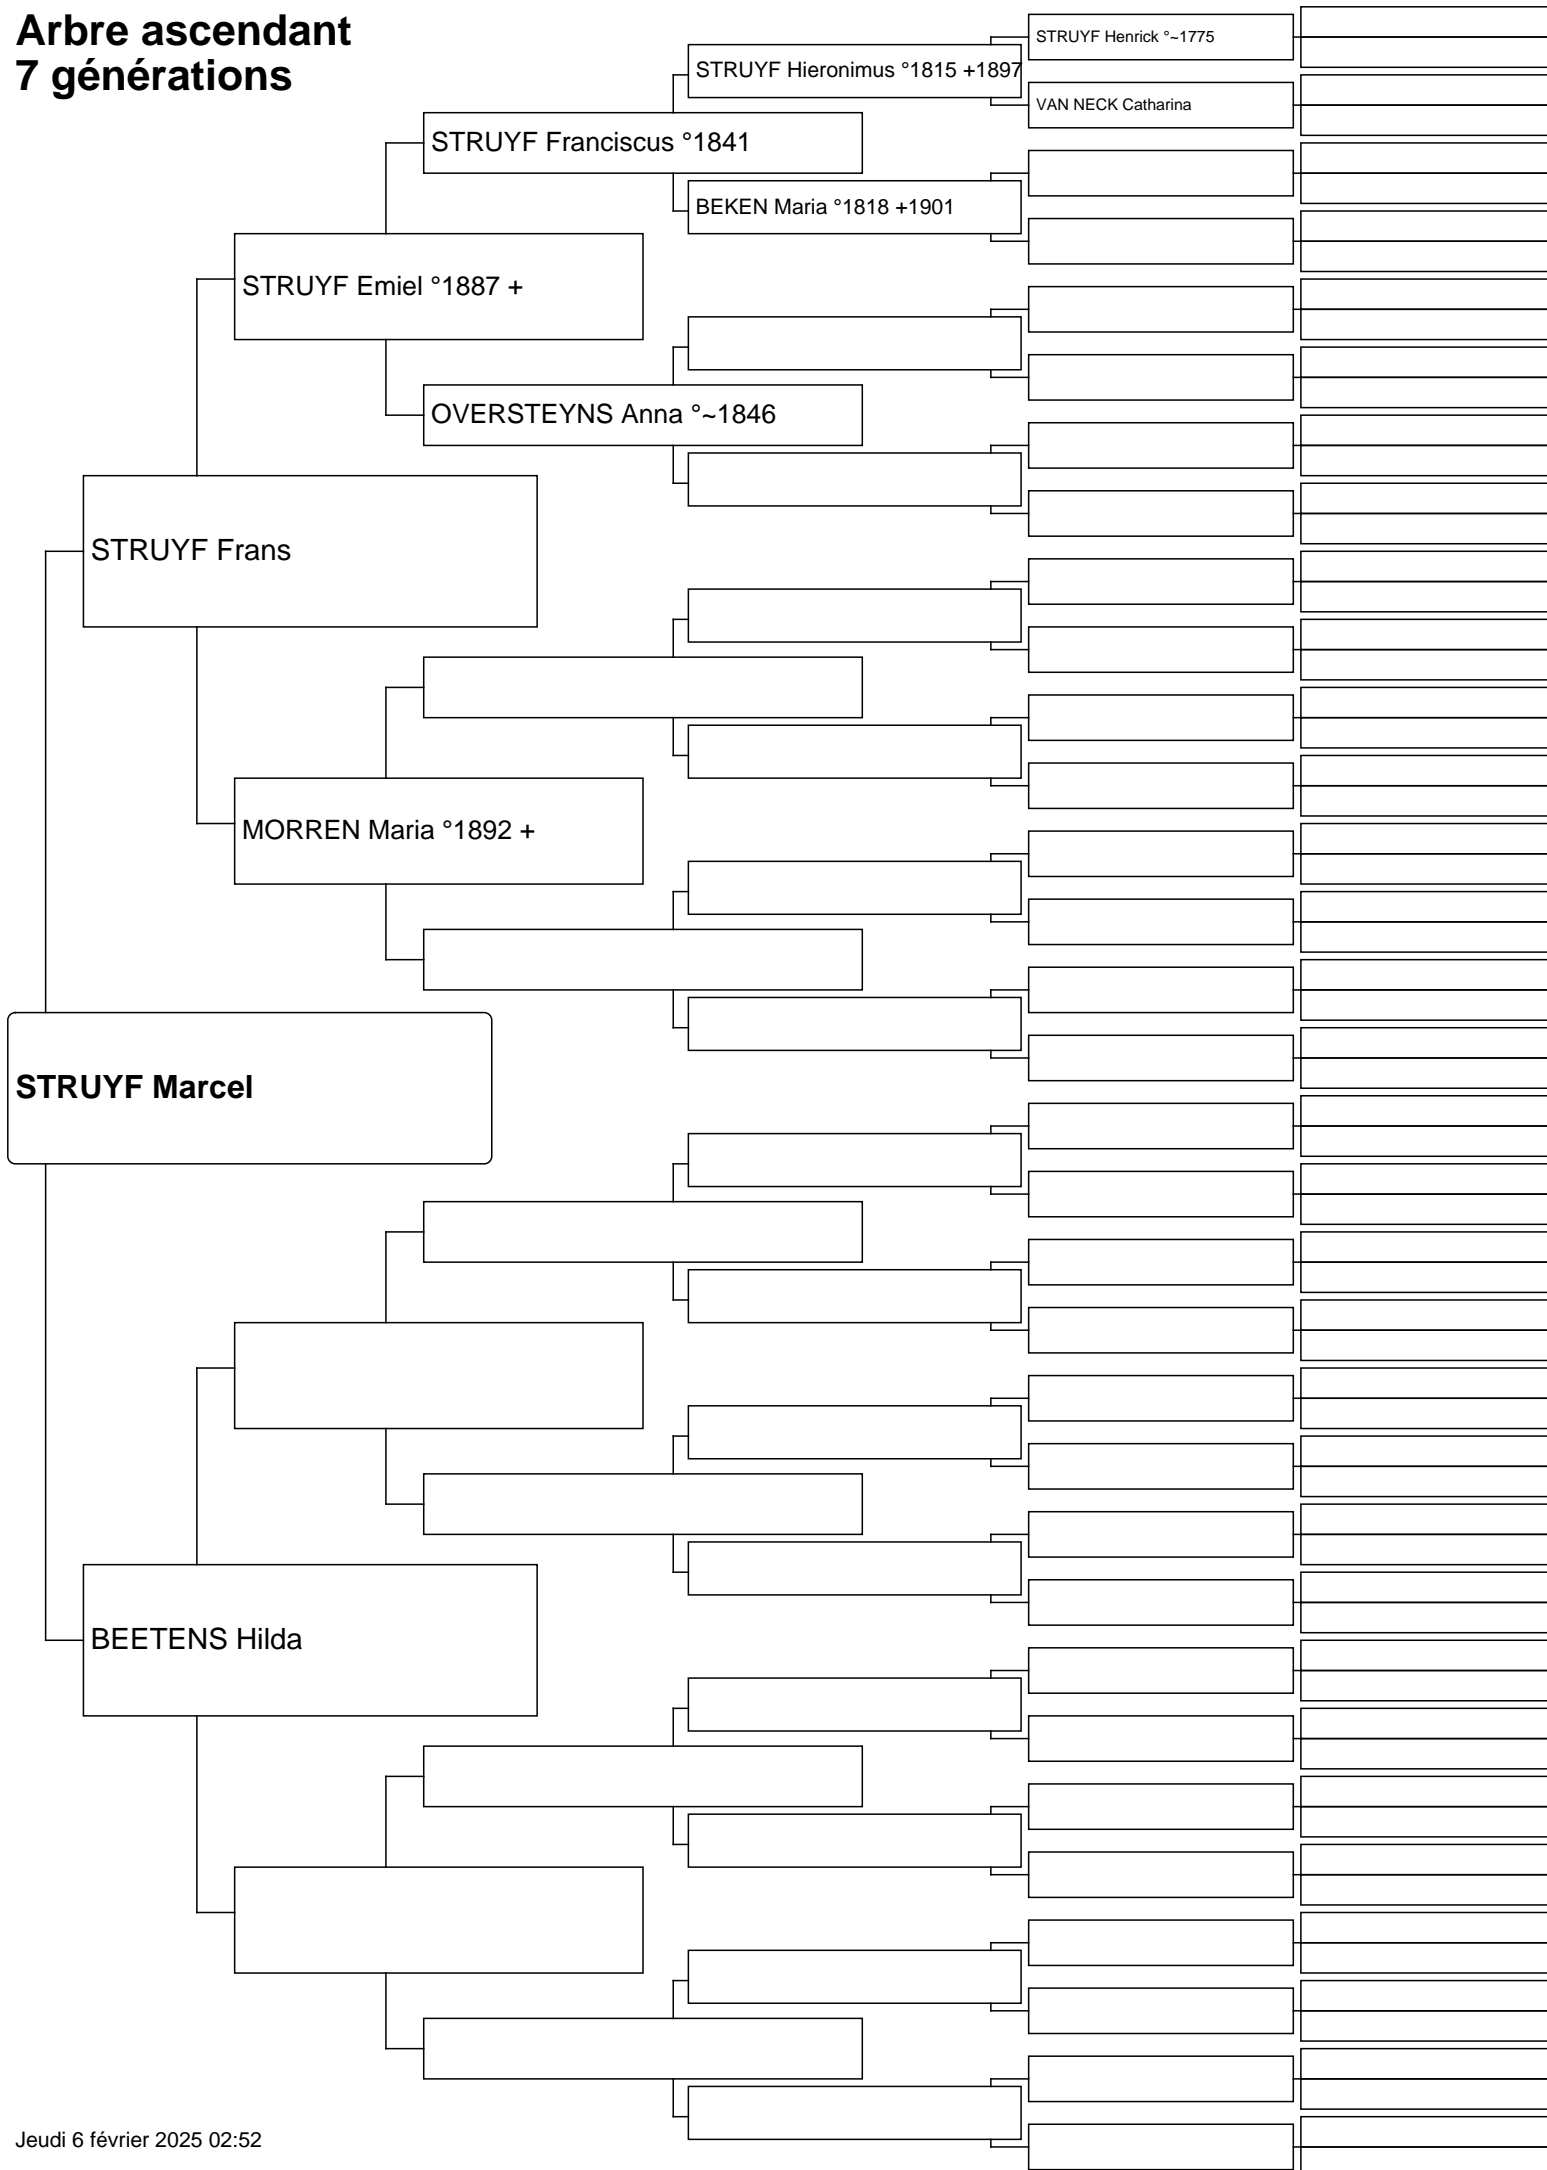 Arbre ascendant
7 générations
STRUYF Henrick °~1775
STRUYF Hieronimus °1815 +1897
VAN NECK Catharina
STRUYF Franciscus °1841
BEKEN Maria °1818 +1901
STRUYF Emiel °1887 +
OVERSTEYNS Anna °~1846
STRUYF Frans
MORREN Maria °1892 +
STRUYF Marcel
BEETENS Hilda
Jeudi 6 février 2025 02:52